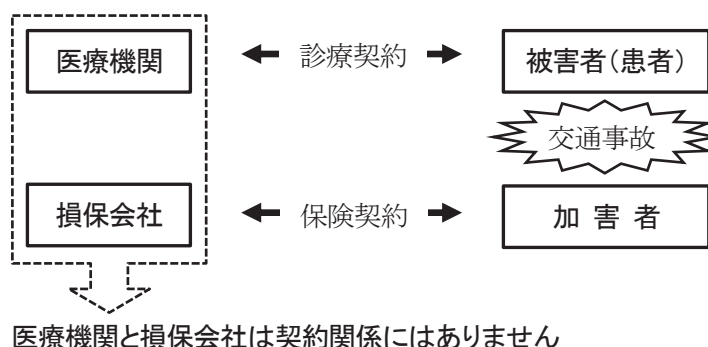 医療機関 診療契約 被害者（患者）
交通事故
損保会社 保険契約 加害者
医療機関と損保会社は契約関係にはありません